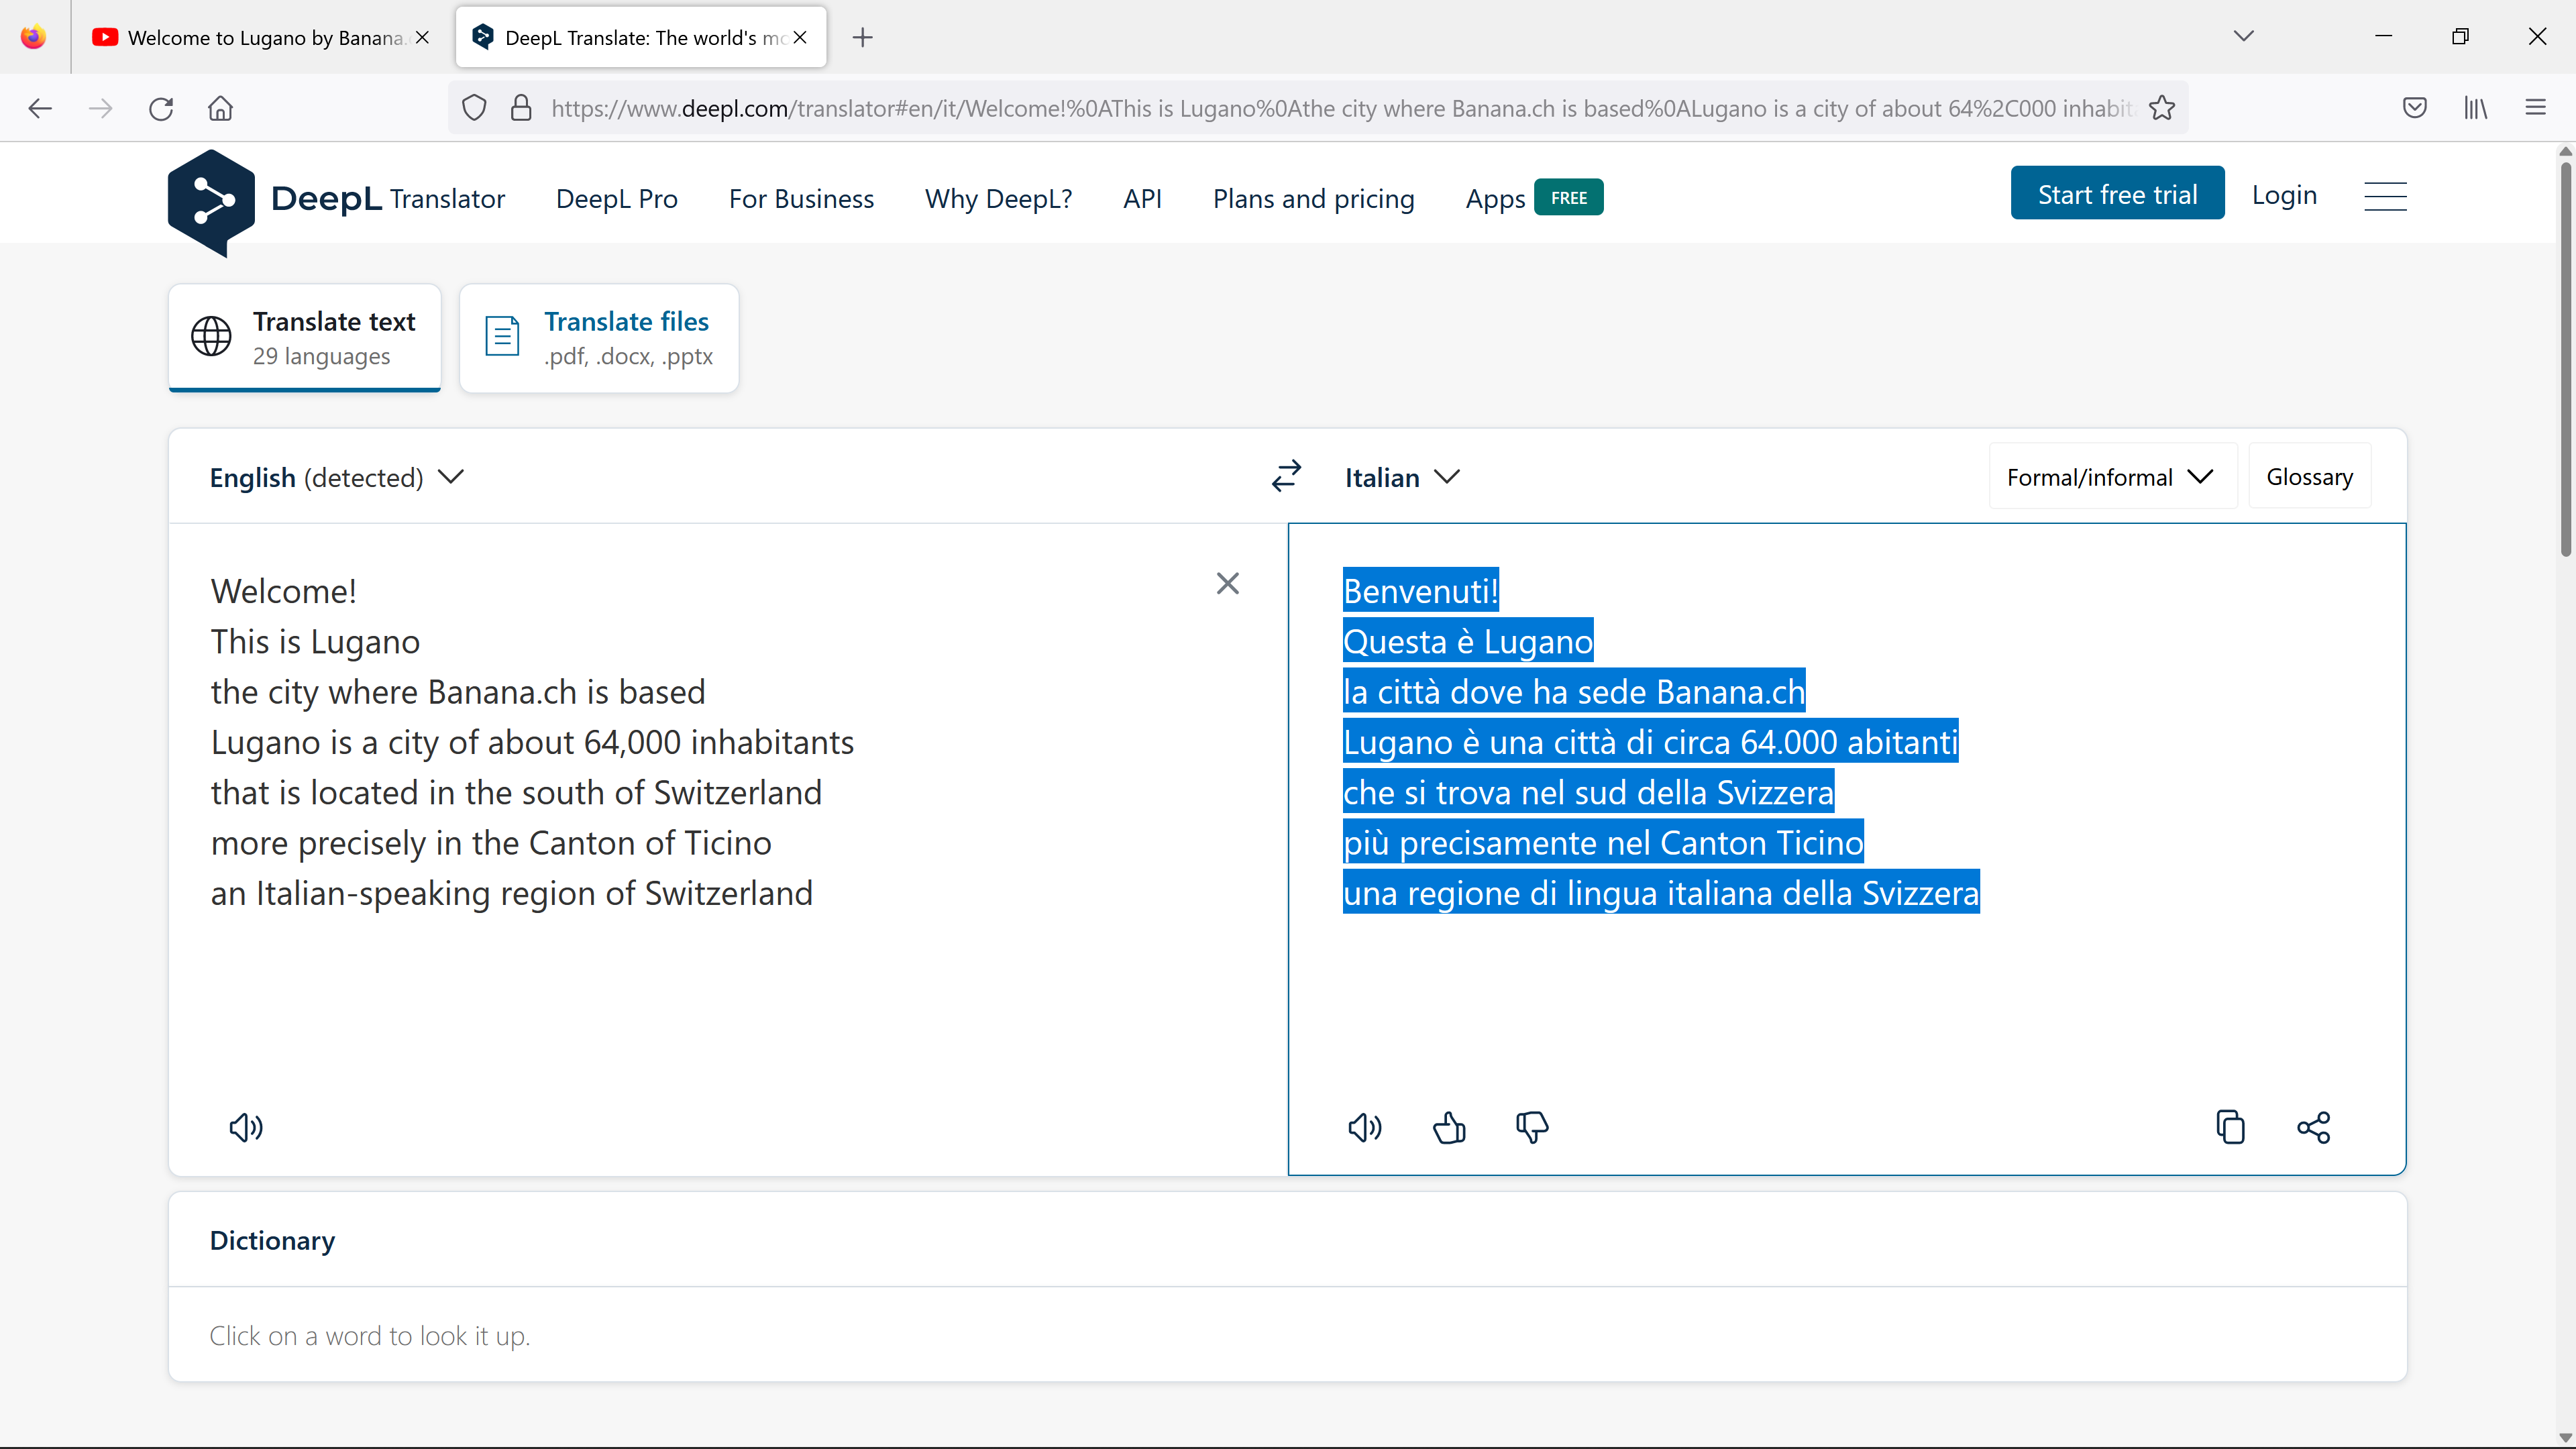 Welcome to Lugano by Banana.
DeepL Translate: The world's mo
https://www.deepl.com/translator#en/it/Welcome!%0AThis is Lugano%0Athe city where Banana.ch is based%0ALugano is a city of about 64%2C000 inhabit
DeepL Translator DeepL Pro For Business Why DeepL? API Plans and pricing Apps FREE Start free trial Login
Translate text
29 languages
Translate files
.pdf, .docx, .pptx
English (detected)
Italian
Formal/informal
Glossary
Welcome!
This is Lugano
the city where Banana.ch is based
Lugano is a city of about 64,000 inhabitants
that is located in the south of Switzerland
more precisely in the Canton of Ticino
an Italian-speaking region of Switzerland
Benvenuti!
Questa è Lugano
la città dove ha sede Banana.ch
Lugano è una città di circa 64.000 abitanti
che si trova nel sud della Svizzera
più precisamente nel Canton Ticino
una regione di lingua italiana della Svizzera
Dictionary
Click on a word to look it up.